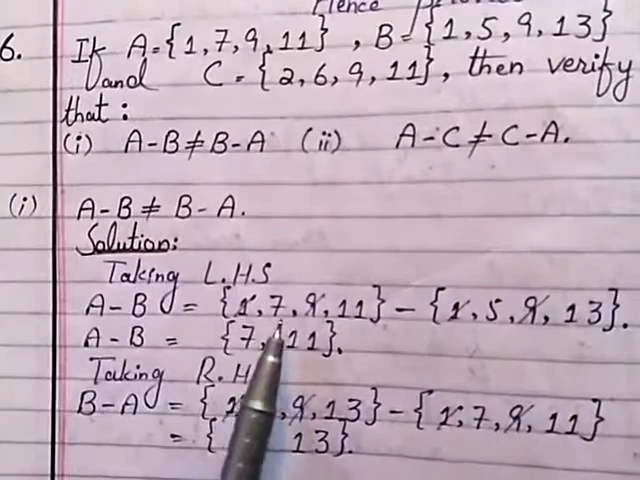 Hence
6. If A={1,7,9,11} , B={1,5,9,13}
and C={2,6,9,11}, then verify
that :
(i) A-B≠B-A (ii) A-C≠C-A.
(i) A-B≠ B-A.
Solution:
Taking L.H.S
A-B = {1,7,9,11} - {1,5,9,13}.
A-B = {7,11}.
Taking R.H
B-A = { ,9,13} - {1,7,9,11}
= { 13}.